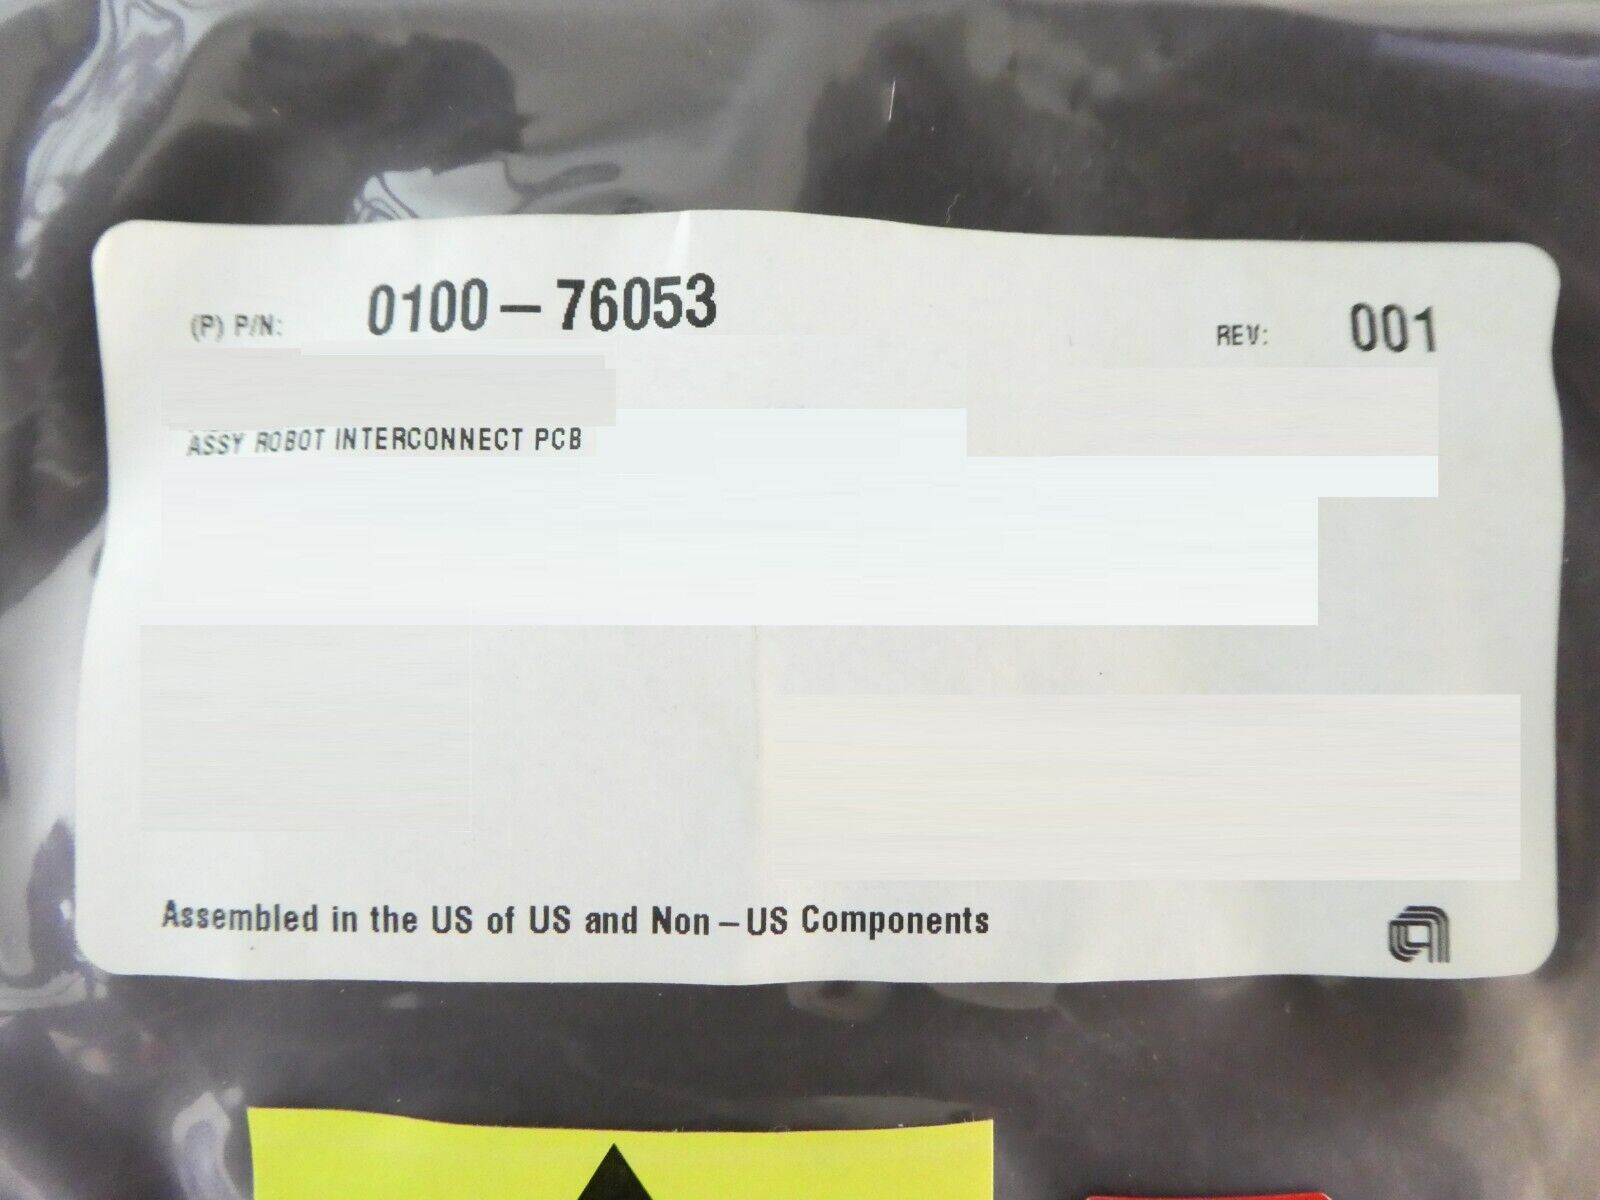 (P) P/N: 0100-76053 REV: 001
ASSY ROBOT INTERCONNECT PCB
Assembled in the US of US and Non-US Components